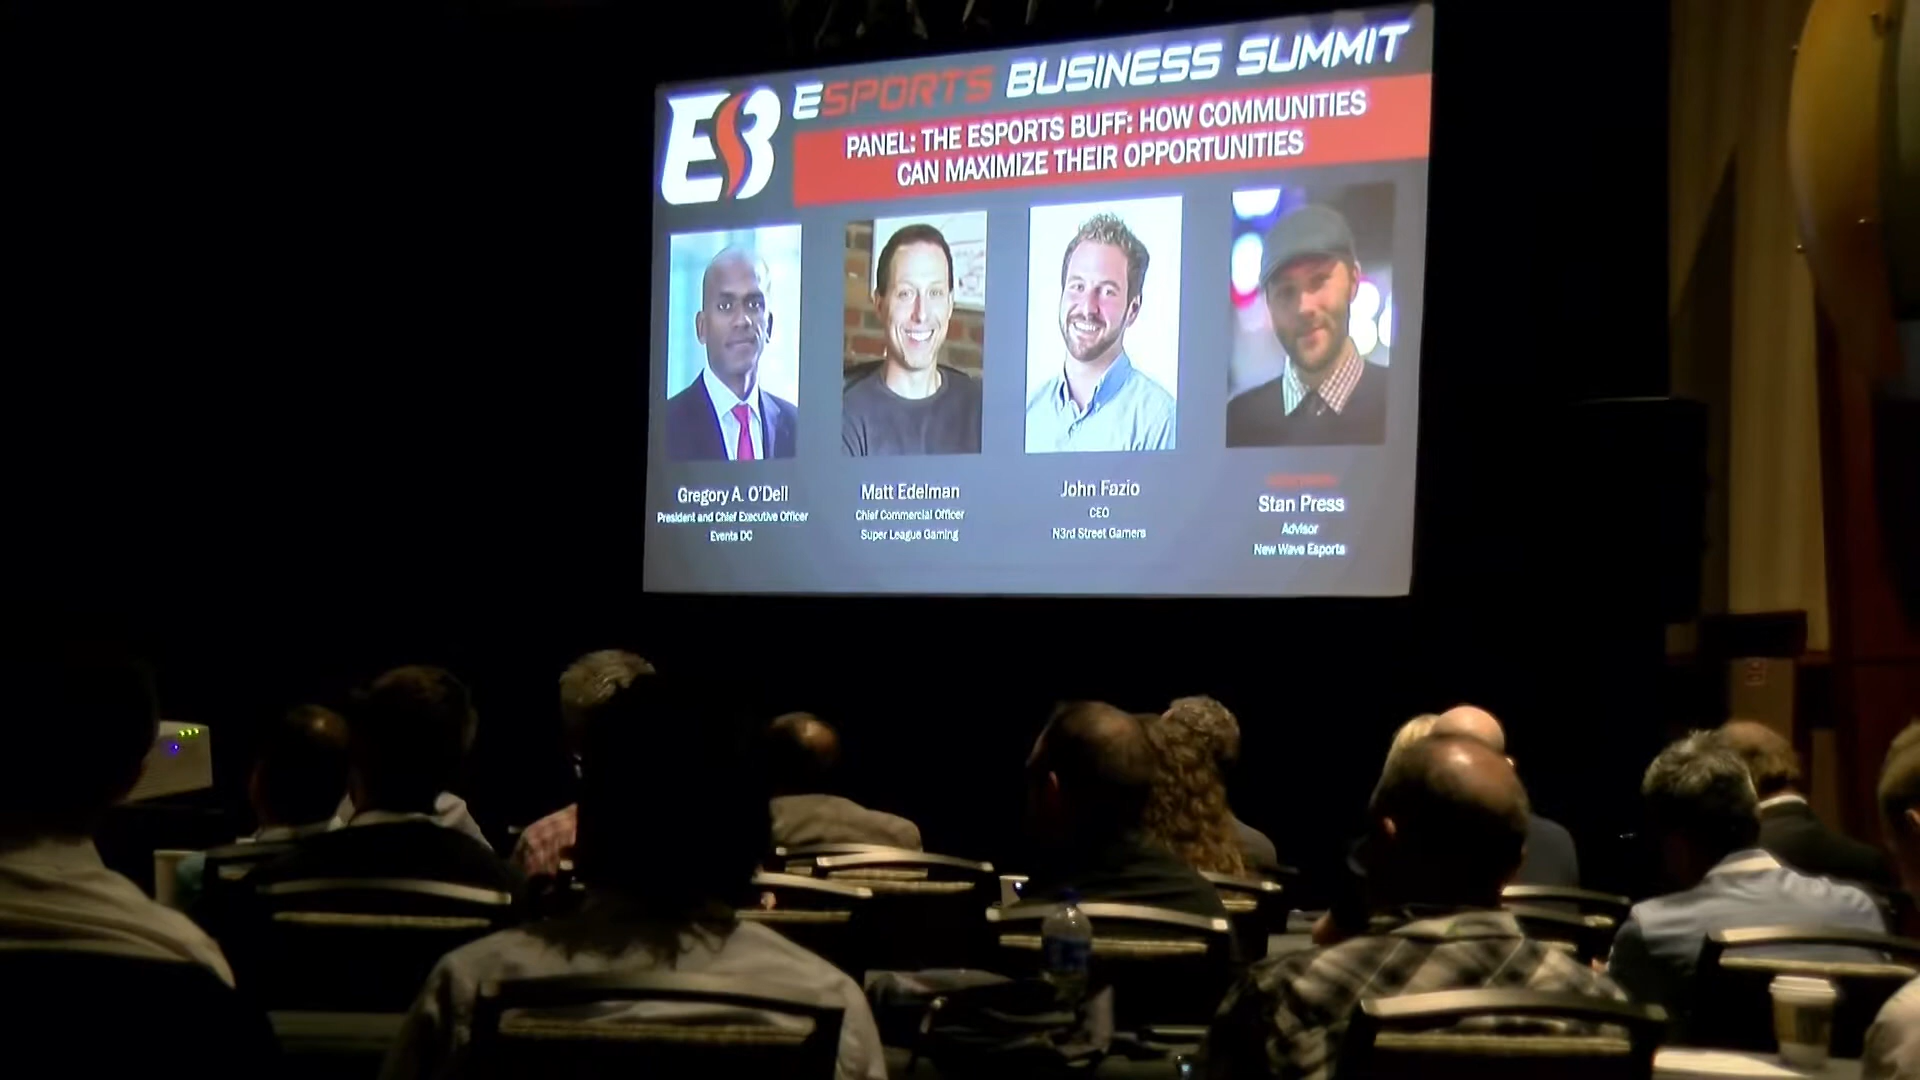 ESB ESPORTS BUSINESS SUMMIT
PANEL: THE ESPORTS BUFF: HOW COMMUNITIES
CAN MAXIMIZE THEIR OPPORTUNITIES
Gregory A. O'Dell
President and Chief Executive Officer
Events DC
Matt Edelman
Chief Commercial Officer
Super League Gaming
John Fazio
CEO
N3rd Street Gamers
Stan Press
Advisor
New Wave Esports